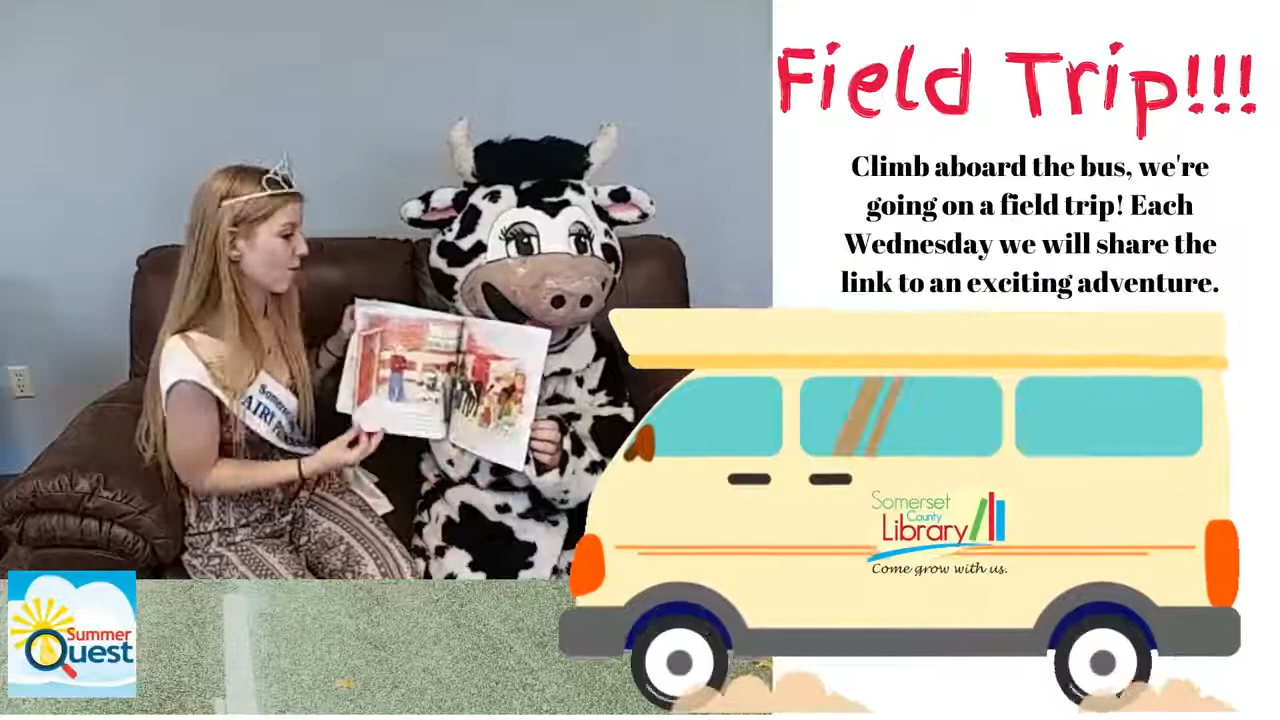 Field Trip!!!
Climb aboard the bus, we're
going on a field trip! Each
Wednesday we will share the
link to an exciting adventure.
Somerset
County
Library
Come grow with us.
Summer
Quest